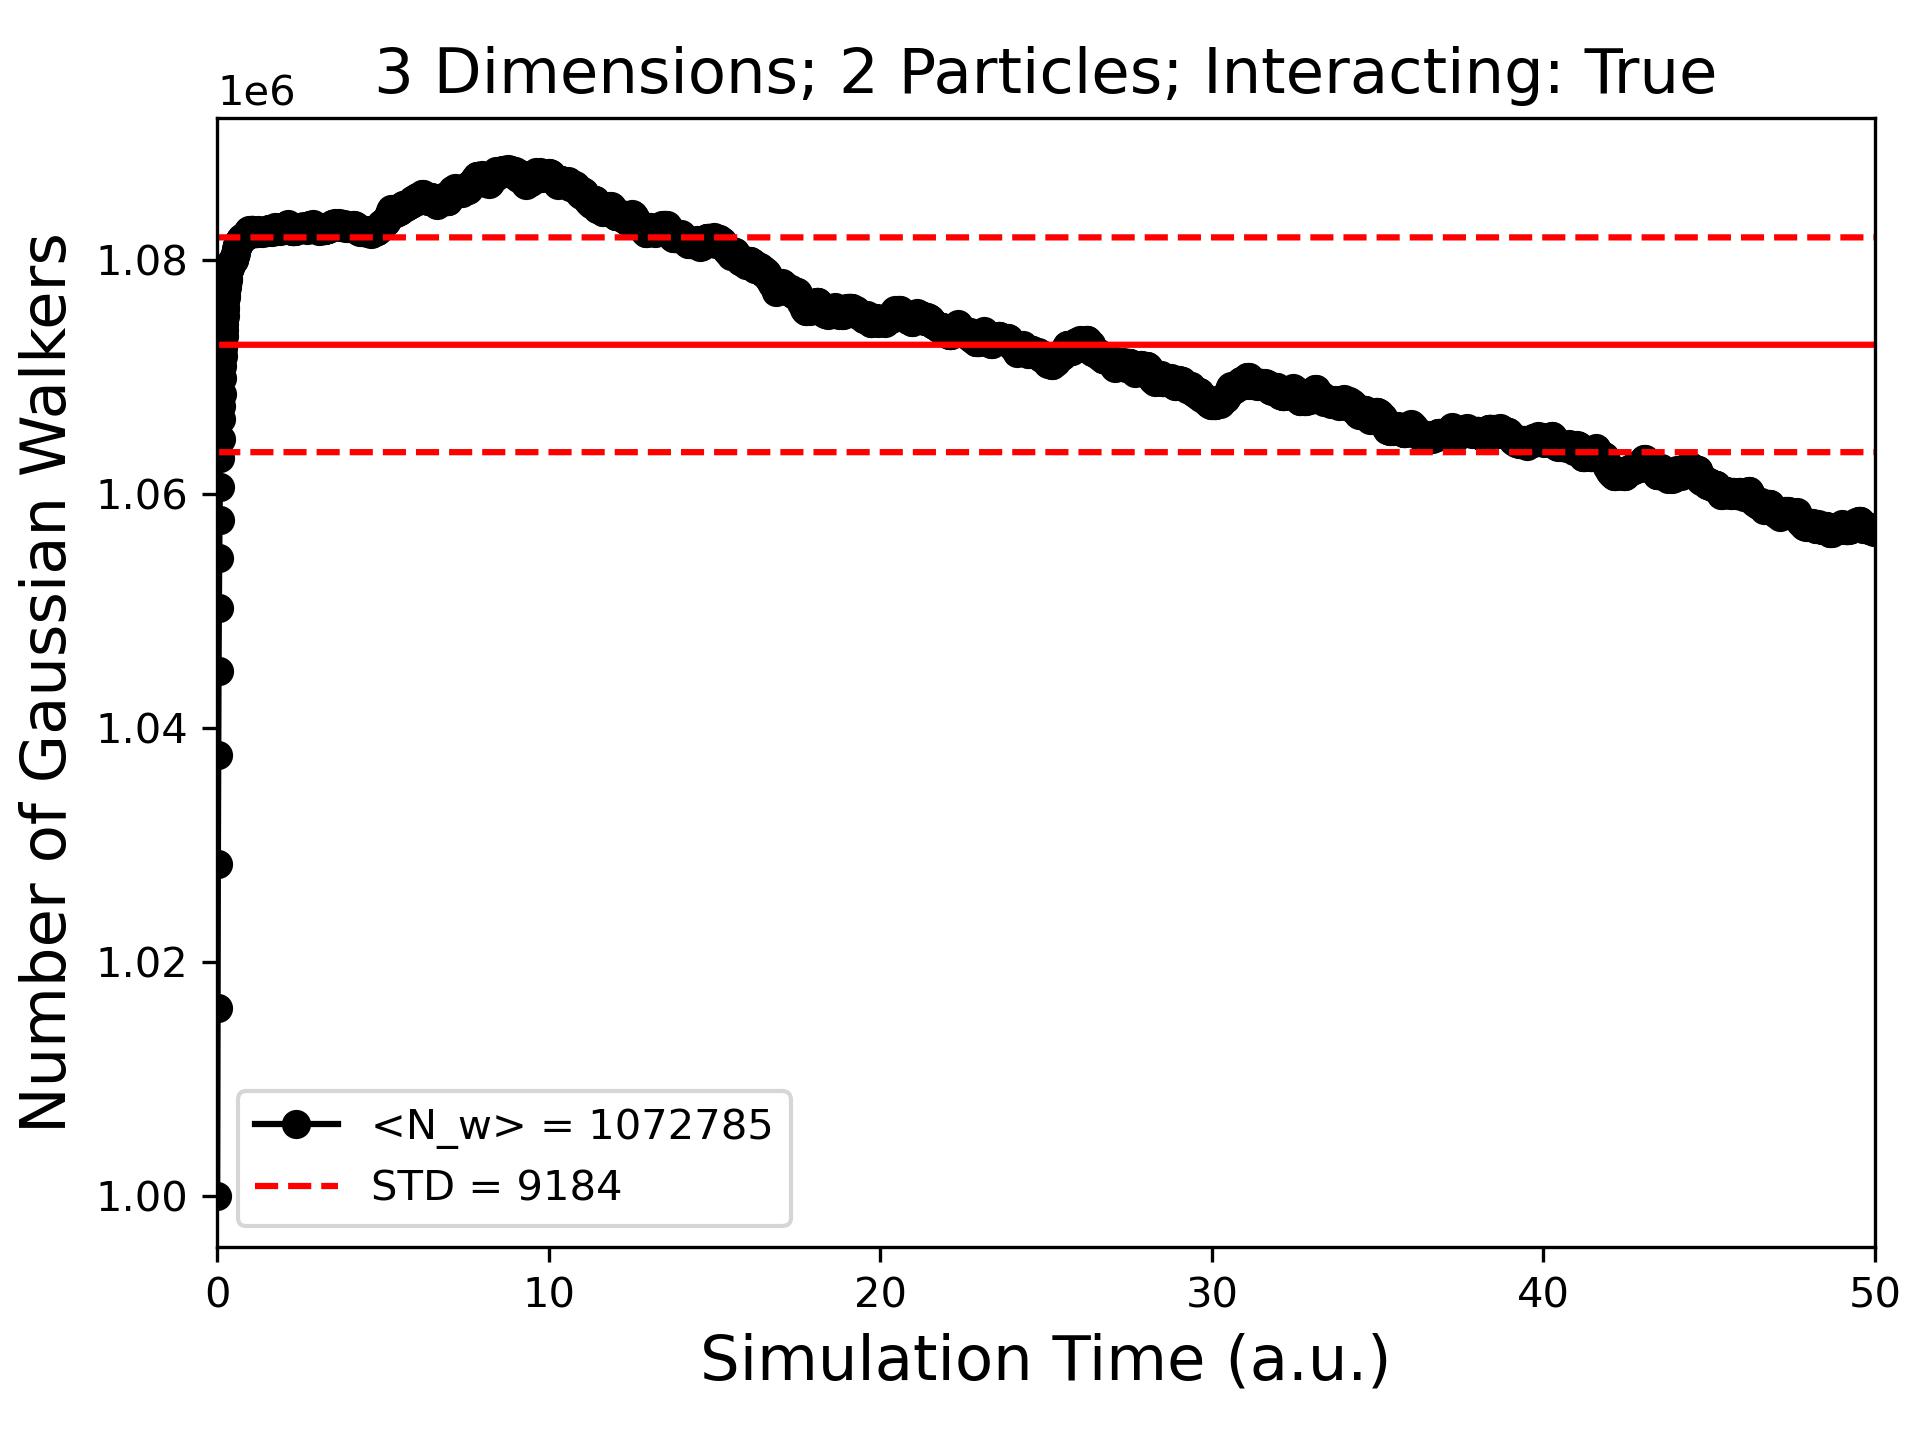 3 Dimensions; 2 Particles; Interacting: True
1e6
Number of Gaussian Walkers
1.08
1.06
1.04
1.02
1.00
<N_w> = 1072785
STD = 9184
0 10 20 30 40 50
Simulation Time (a.u.)